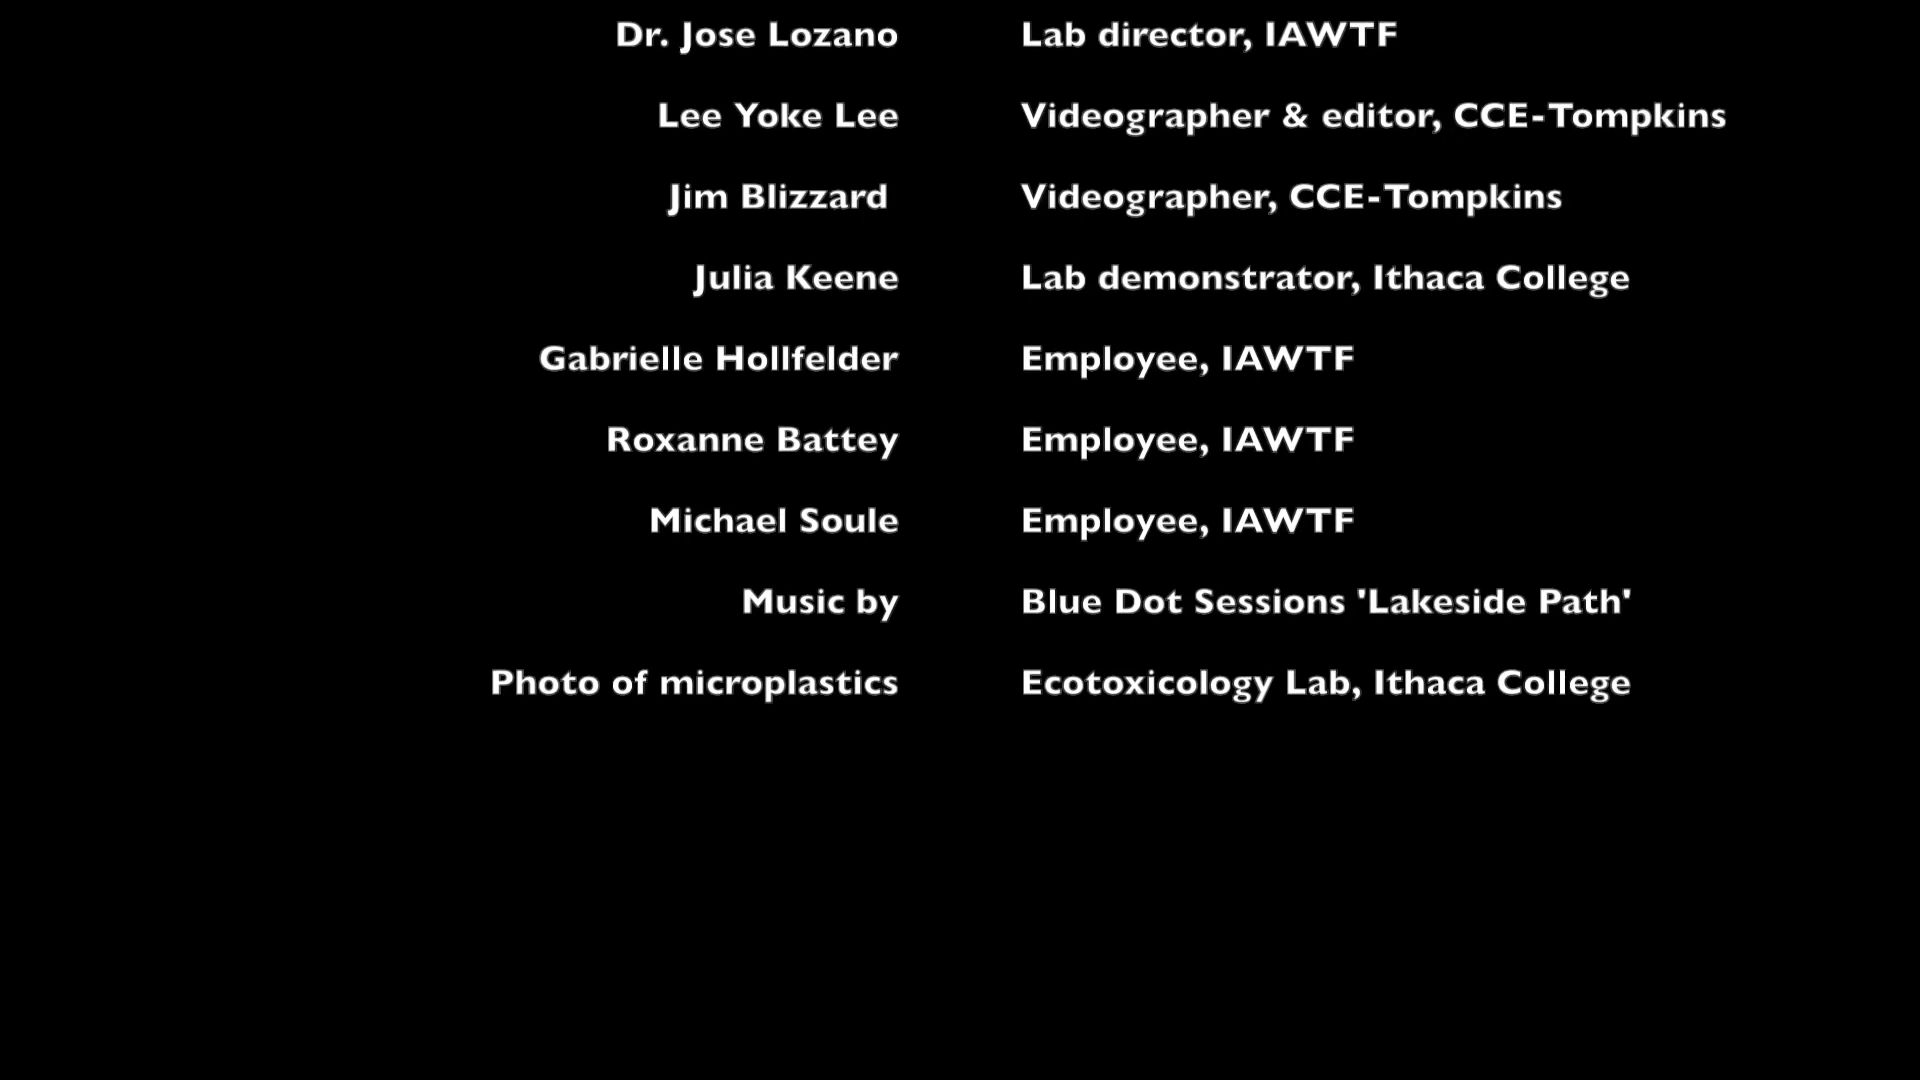 Dr. Jose Lozano Lab director, IAWTF
Lee Yoke Lee Videographer & editor, CCE-Tompkins
Jim Blizzard Videographer, CCE-Tompkins
Julia Keene Lab demonstrator, Ithaca College
Gabrielle Hollfelder Employee, IAWTF
Roxanne Battey Employee, IAWTF
Michael Soule Employee, IAWTF
Music by Blue Dot Sessions 'Lakeside Path'
Photo of microplastics Ecotoxicology Lab, Ithaca College